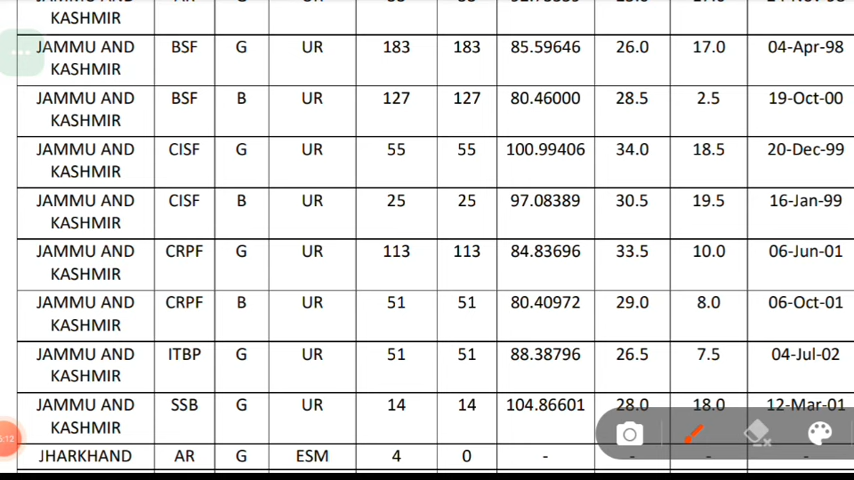 KASHMIR
JAMMU AND KASHMIR BSF G UR 183 183 85.59646 26.0 17.0 04-Apr-98
JAMMU AND KASHMIR BSF B UR 127 127 80.46000 28.5 2.5 19-Oct-00
JAMMU AND KASHMIR CISF G UR 55 55 100.99406 34.0 18.5 20-Dec-99
JAMMU AND KASHMIR CISF B UR 25 25 97.08389 30.5 19.5 16-Jan-99
JAMMU AND KASHMIR CRPF G UR 113 113 84.83696 33.5 10.0 06-Jun-01
JAMMU AND KASHMIR CRPF B UR 51 51 80.40972 29.0 8.0 06-Oct-01
JAMMU AND KASHMIR ITBP G UR 51 51 88.38796 26.5 7.5 04-Jul-02
JAMMU AND KASHMIR SSB G UR 14 14 104.86601 28.0 18.0 12-Mar-01
JHARKHAND AR G ESM 4 0 - - - -